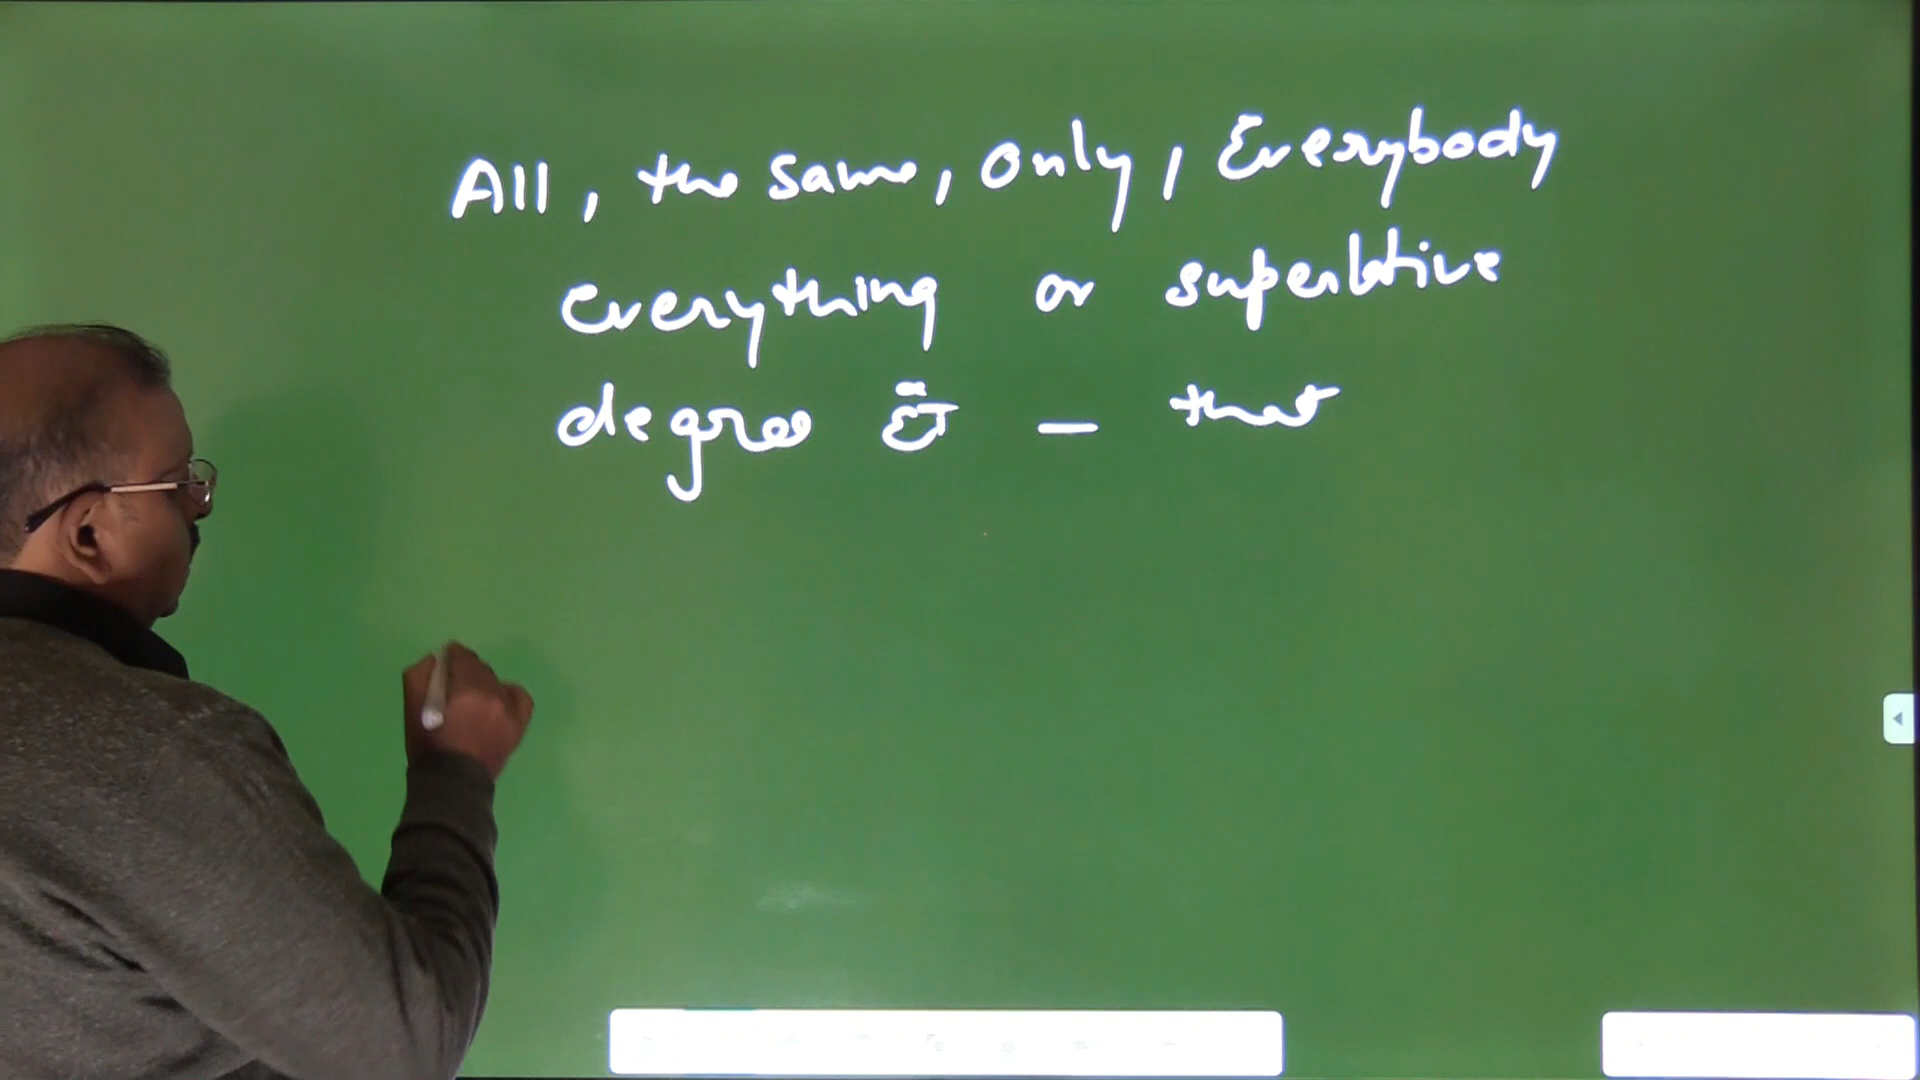 All, the same, only, Everybody
everything or superlative
degree — that